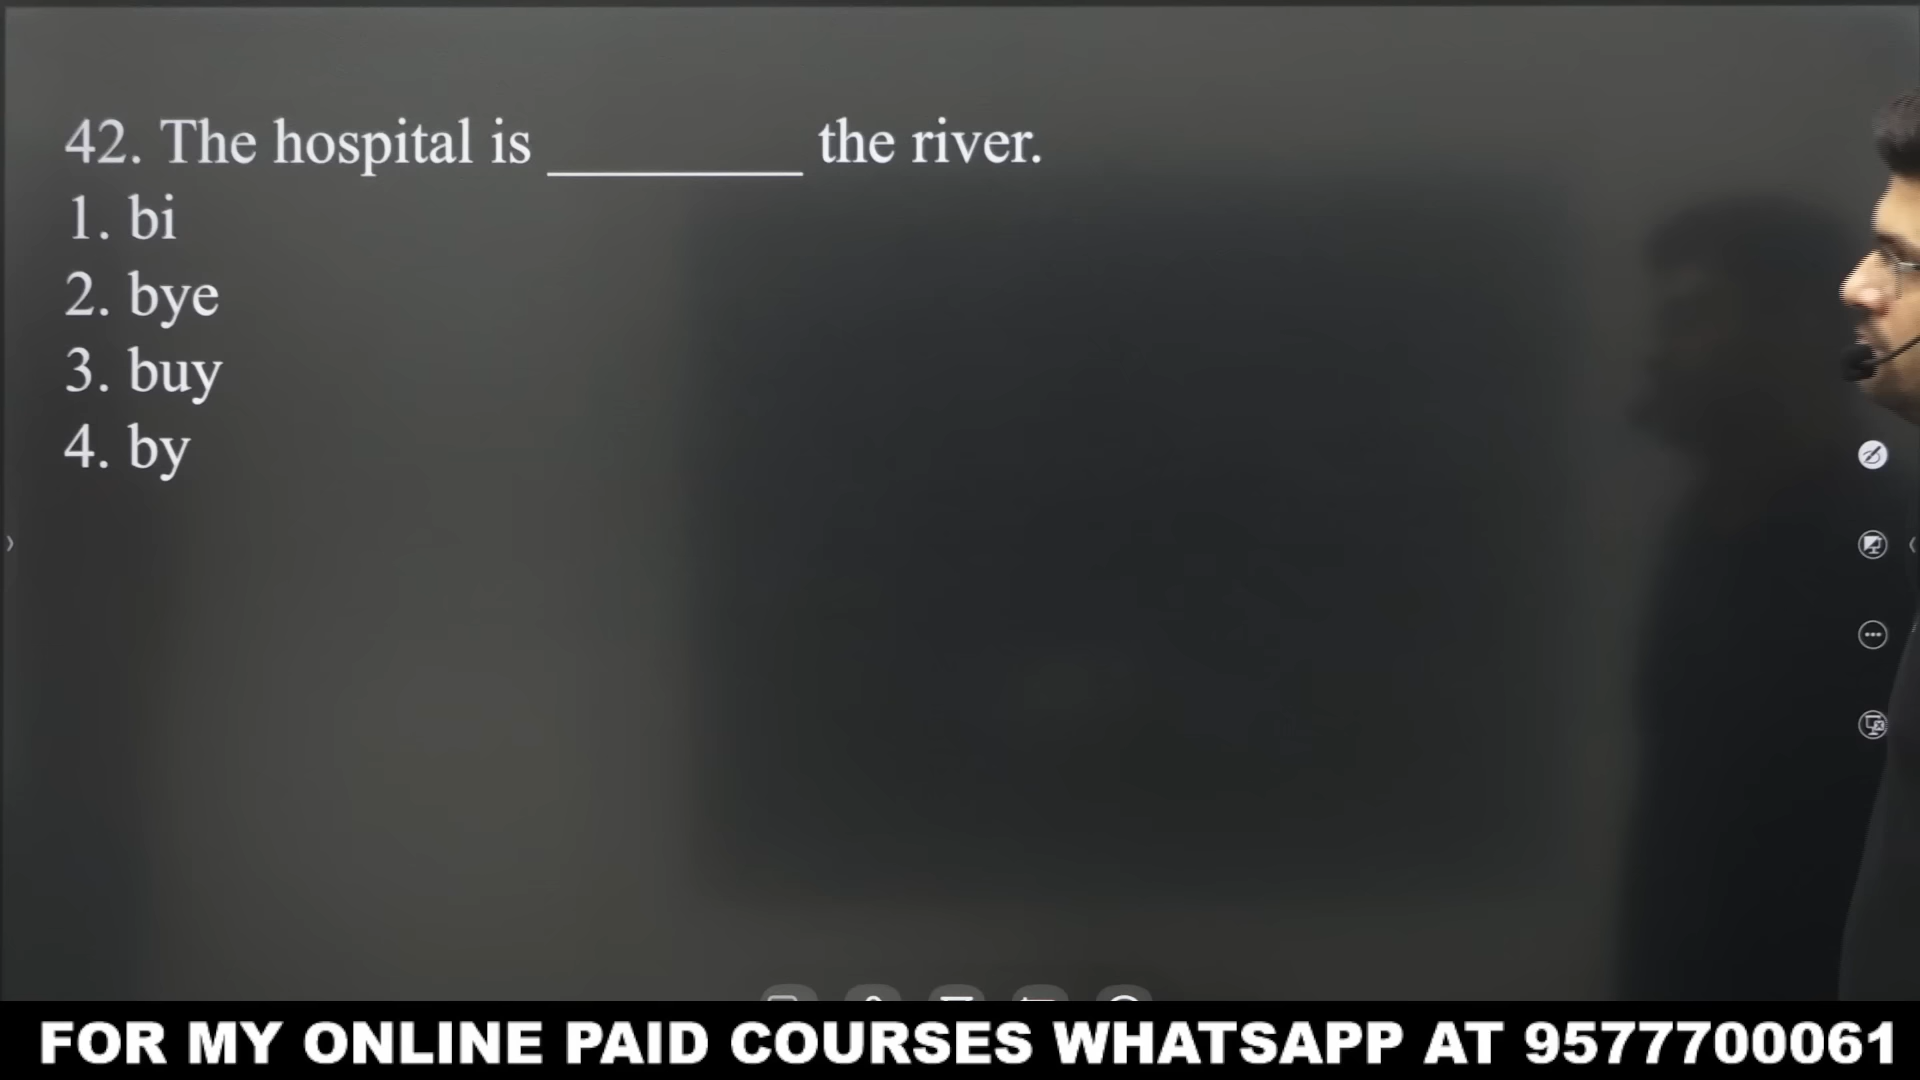 42. The hospital is ________ the river.
1. bi
2. bye
3. buy
4. by
FOR MY ONLINE PAID COURSES WHATSAPP AT 9577700061